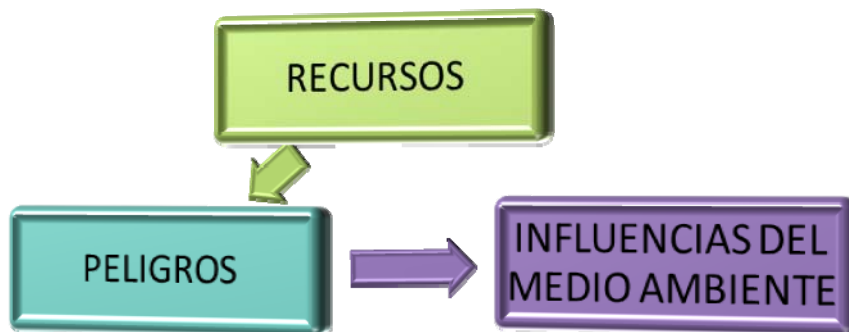 RECURSOS
PELIGROS
INFLUENCIAS DEL
MEDIO AMBIENTE